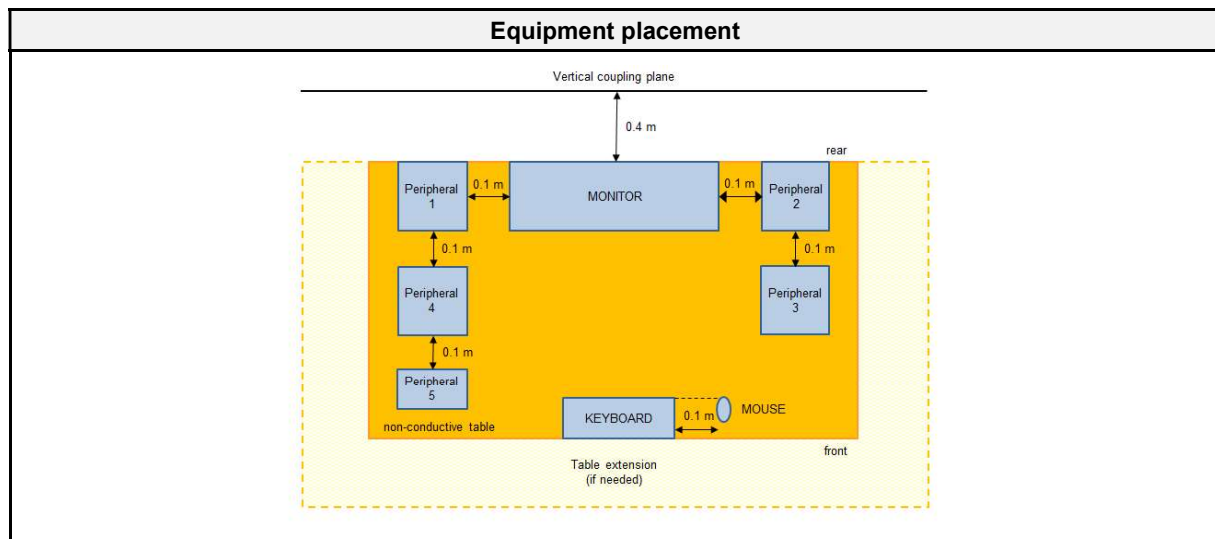 Equipment placement
Vertical coupling plane
0.4 m
rear
Peripheral
1
0.1 m
MONITOR
0.1 m
Peripheral
2
0.1 m
0.1 m
Peripheral
4
Peripheral
3
0.1 m
Peripheral
5
KEYBOARD
0.1 m
MOUSE
non-conductive table
front
Table extension
(if needed)